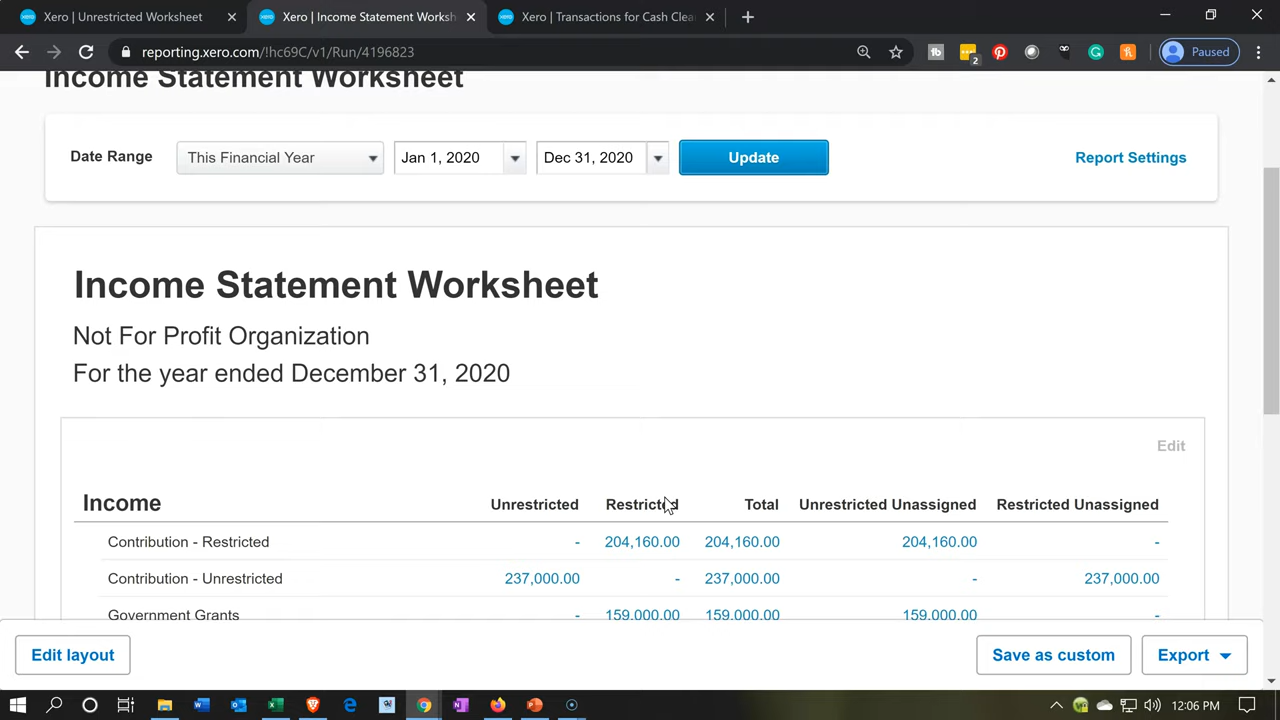 Xero | Unrestricted Worksheet
Xero | Income Statement Worksh
Xero | Transactions for Cash Clea
reporting.xero.com/!hc69C/v1/Run/4196823
2
Paused
Income Statement Worksheet
Date Range
This Financial Year
Jan 1, 2020
Dec 31, 2020
Update
Report Settings
Income Statement Worksheet
Not For Profit Organization
For the year ended December 31, 2020
Edit
Income Unrestricted Restricted Total Unrestricted Unassigned Restricted Unassigned
Contribution - Restricted - 204,160.00 204,160.00 204,160.00 -
Contribution - Unrestricted 237,000.00 - 237,000.00 - 237,000.00
Government Grants - 159,000.00 159,000.00 159,000.00 -
Edit layout
Save as custom
Export
12:06 PM